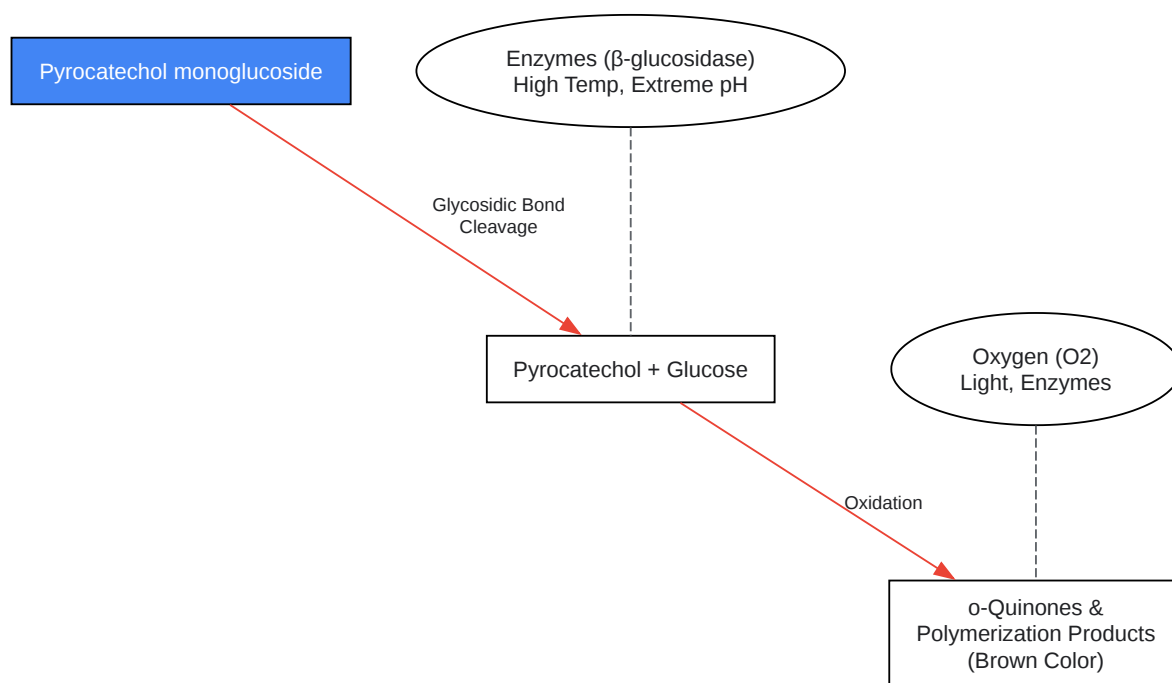 Pyrocatechol monoglucoside
Enzymes (β-glucosidase)
High Temp, Extreme pH
Glycosidic Bond
Cleavage
Pyrocatechol + Glucose
Oxygen (O2)
Light, Enzymes
Oxidation
o-Quinones &
Polymerization Products
(Brown Color)